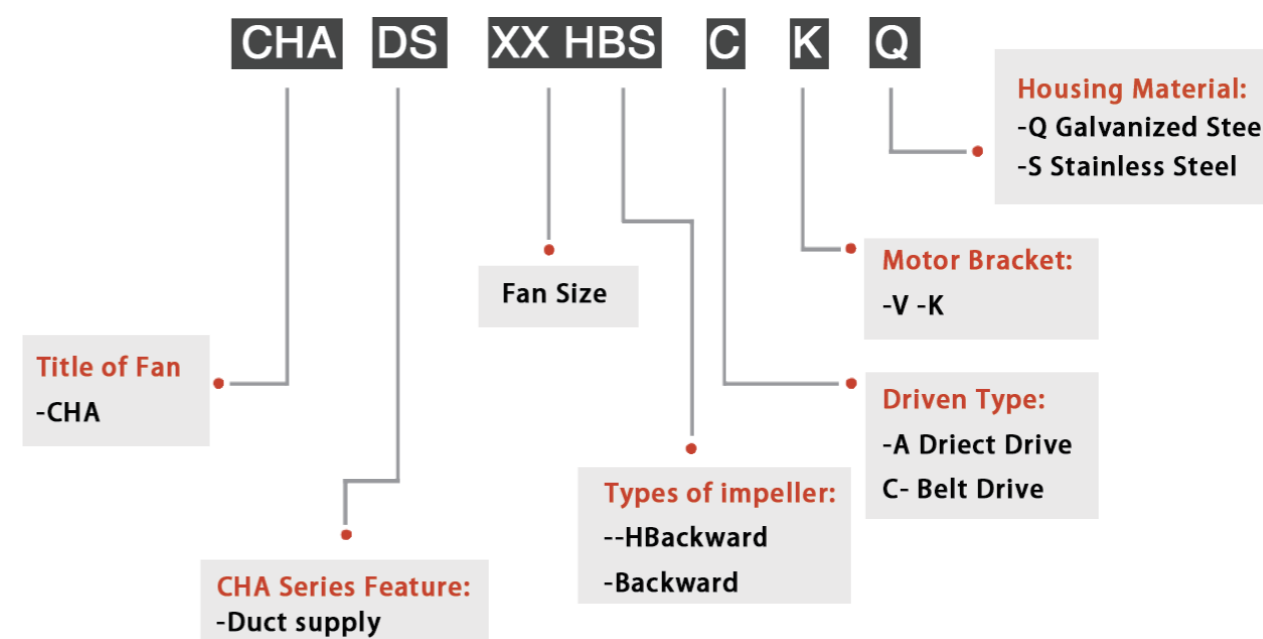 CHA DS XX HBS C K Q
Housing Material:
-Q Galvanized Stee
-S Stainless Steel
Motor Bracket:
-V -K
Fan Size
Title of Fan
-CHA
Driven Type:
-A Driect Drive
C- Belt Drive
Types of impeller:
--HBackward
-Backward
CHA Series Feature:
-Duct supply